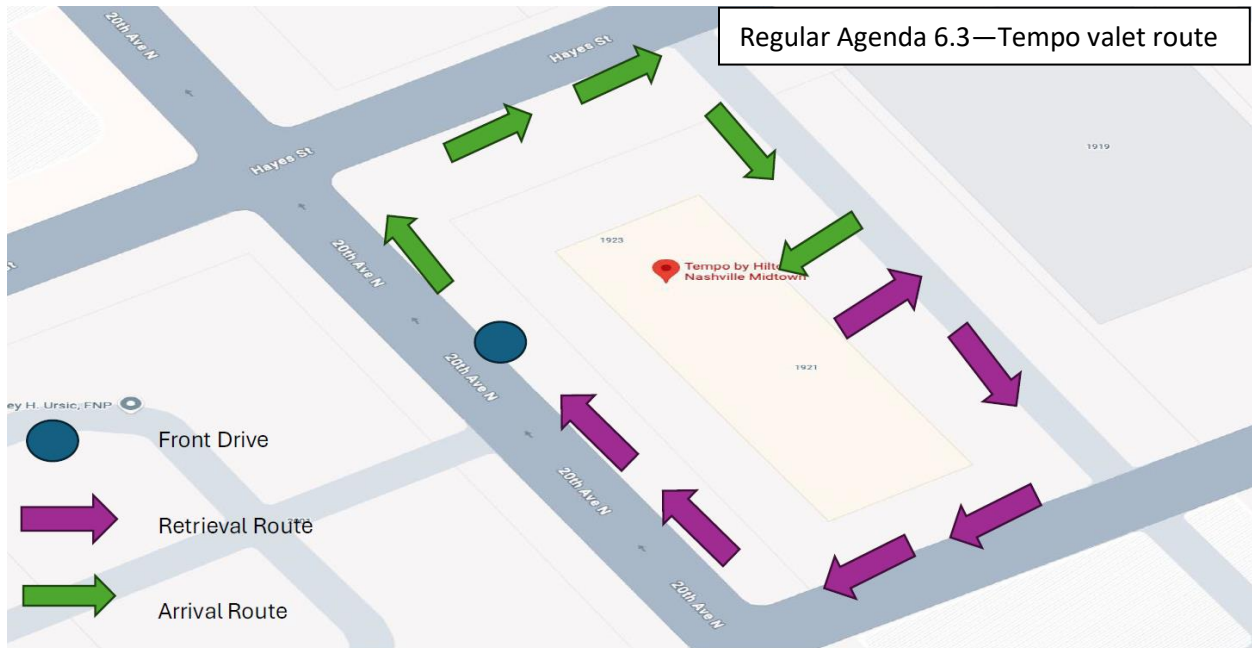 20th Ave N
Hayes St
Regular Agenda 6.3—Tempo valet route
1919
Hayes St
1923
20th Ave N
Tempo by Hilto
Nashville Midtown
20th Ave N
1921
ey H. Ursic, FNP
Front Drive
20th Ave N
Retrieval Route
Arrival Route
20th Ave N